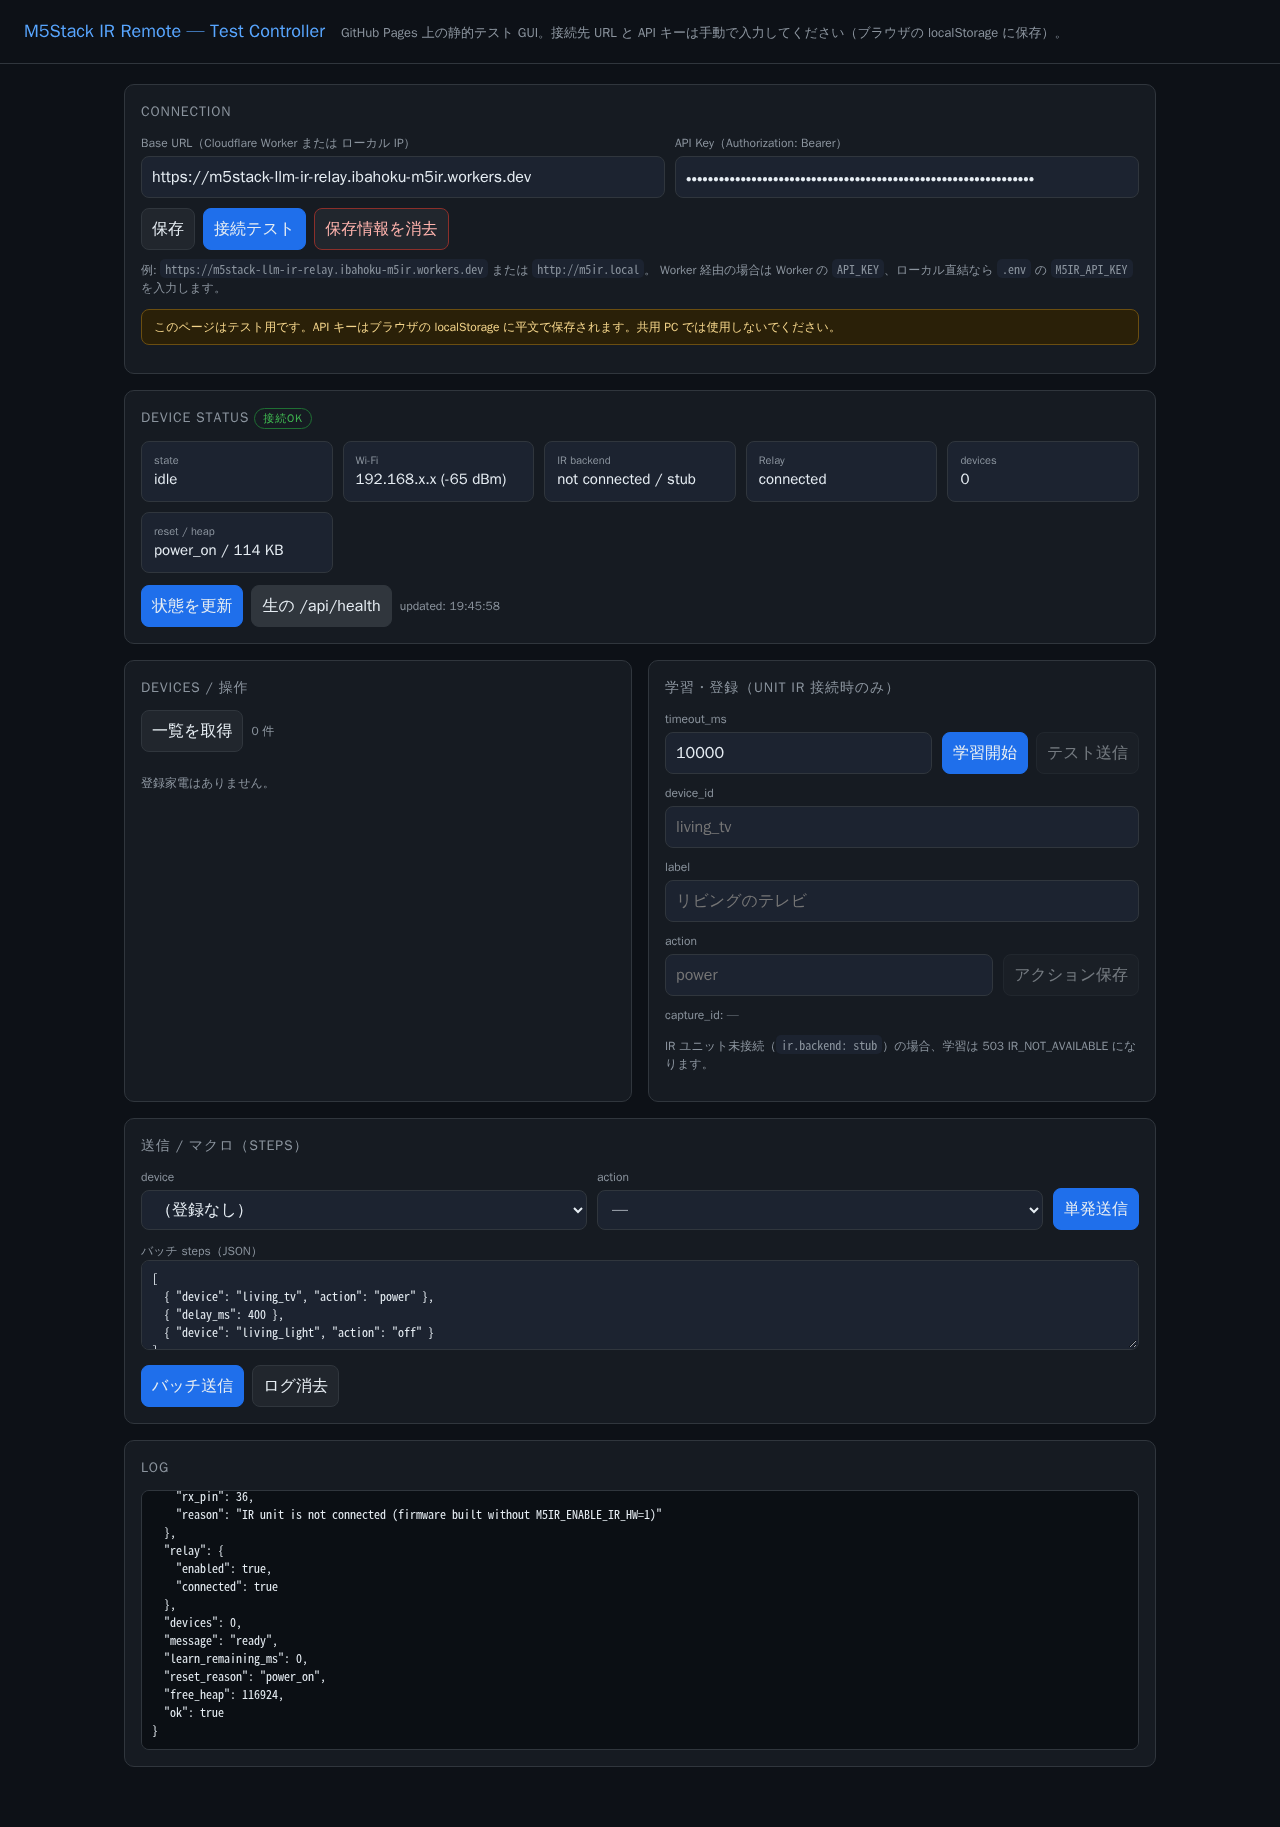 M5Stack IR Remote — Test Controller GitHub Pages 上の静的テスト GUI。接続先 URL と API キーは手動で入力してください（ブラウザの localStorage に保存）。
CONNECTION
Base URL（Cloudflare Worker または ローカル IP） API Key（Authorization: Bearer）
https://m5stack-llm-ir-relay.ibahoku-m5ir.workers.dev
保存 接続テスト 保存情報を消去
例: https://m5stack-llm-ir-relay.ibahoku-m5ir.workers.dev または http://m5ir.local 。 Worker 経由の場合は Worker の API_KEY 、ローカル直結なら .env の M5IR_API_KEY
を入力します。
このページはテスト用です。API キーはブラウザの localStorage に平文で保存されます。共用 PC では使用しないでください。
DEVICE STATUS 接続OK
state Wi-Fi IR backend Relay devices
idle 192.168.x.x (-65 dBm) not connected / stub connected 0
reset / heap
power_on / 114 KB
状態を更新 生の /api/health updated: 19:45:58
DEVICES / 操作
一覧を取得 0 件
登録家電はありません。
学習・登録（UNIT IR 接続時のみ）
timeout_ms
10000 学習開始 テスト送信
device_id
living_tv
label
リビングのテレビ
action
power アクション保存
capture_id: —
IR ユニット未接続（ ir.backend: stub ）の場合、学習は 503 IR_NOT_AVAILABLE にな
ります。
送信 / マクロ（STEPS）
device action
（登録なし） — 単発送信
バッチ steps（JSON）
[
{ "device": "living_tv", "action": "power" },
{ "delay_ms": 400 },
{ "device": "living_light", "action": "off" }
]
バッチ送信 ログ消去
LOG
"rx_pin": 36,
"reason": "IR unit is not connected (firmware built without M5IR_ENABLE_IR_HW=1)"
},
"relay": {
"enabled": true,
"connected": true
},
"devices": 0,
"message": "ready",
"learn_remaining_ms": 0,
"reset_reason": "power_on",
"free_heap": 116924,
"ok": true
}